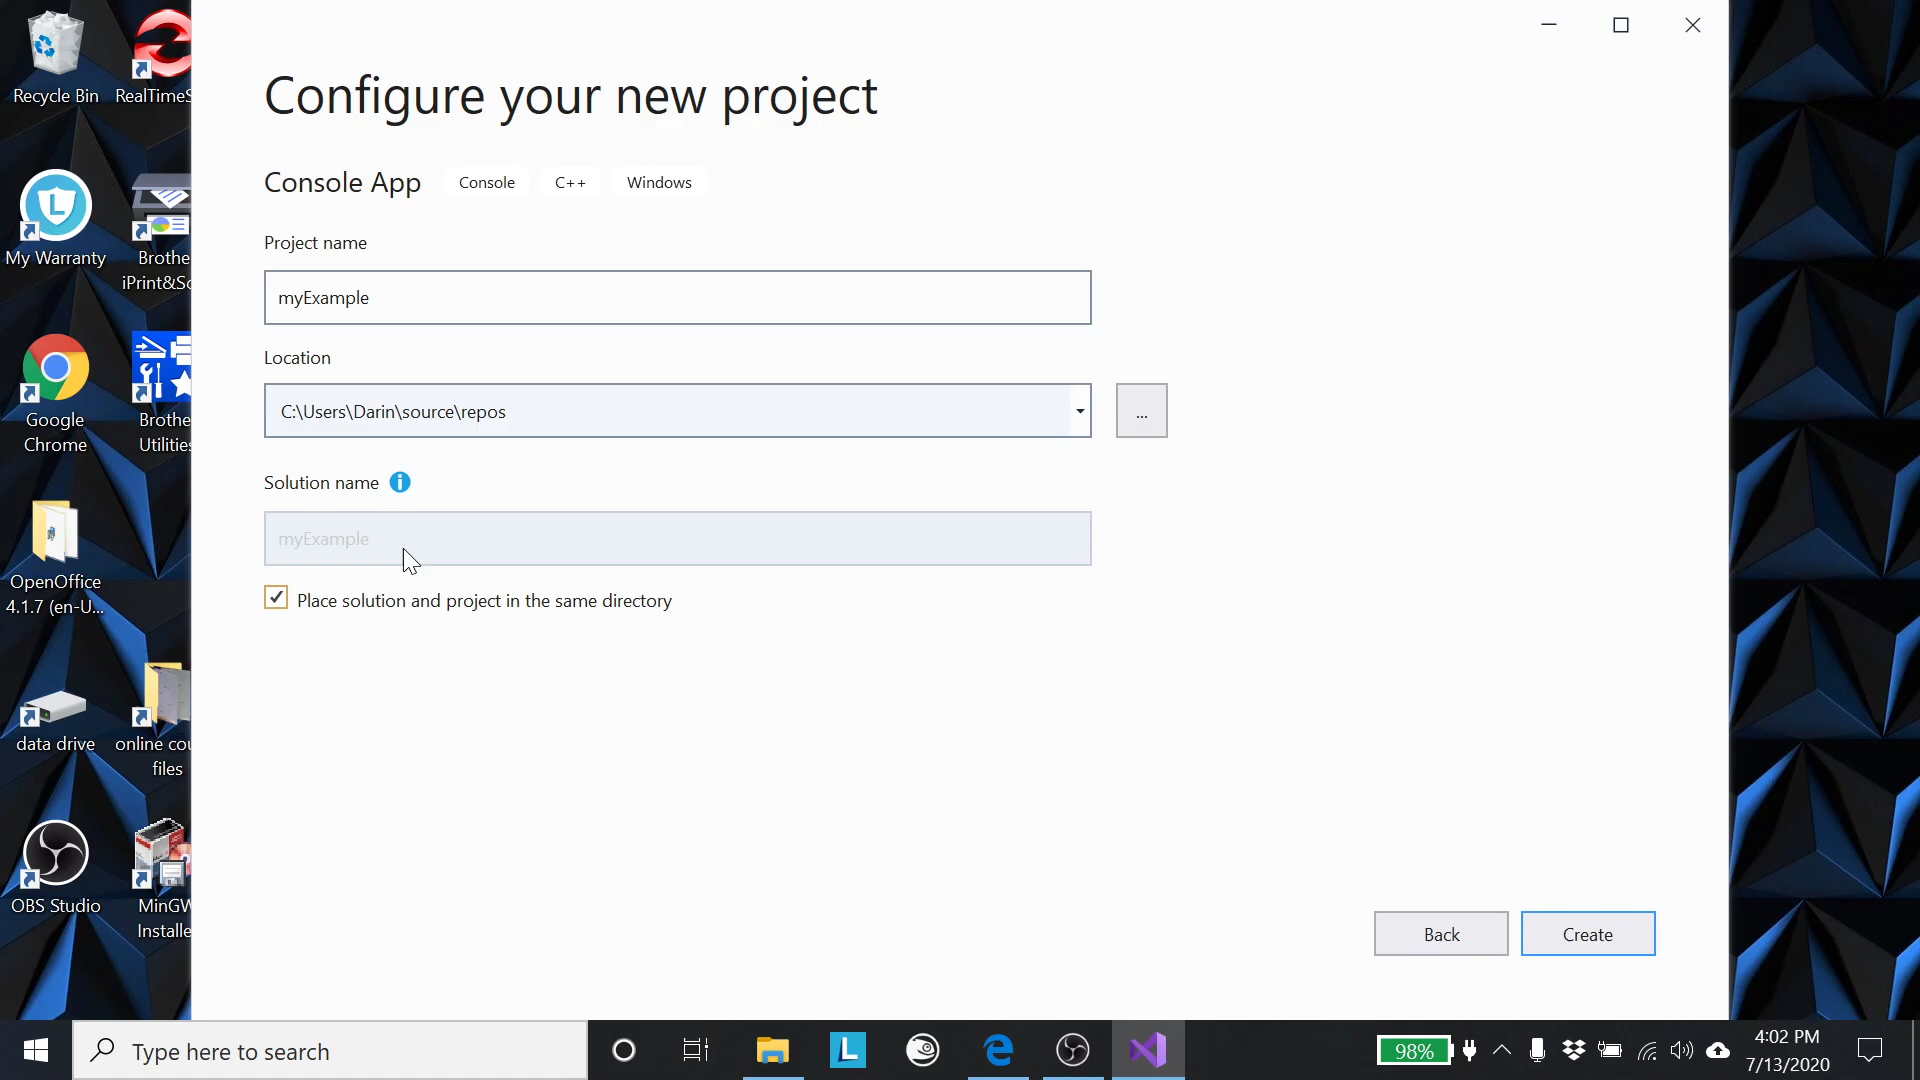 Configure your new project
Console App Console C++ Windows
Project name
myExample
Location
C:\Users\Darin\source\repos
...
Solution name
myExample
Place solution and project in the same directory
Back Create
Recycle Bin
RealTimeS
My Warranty
Brothe
iPrint&Sc
Google
Chrome
Brothe
Utilities
OpenOffice
4.1.7 (en-U...
data drive
online cou
files
OBS Studio
MinGW
Installe
Type here to search
L
98%
4:02 PM
7/13/2020